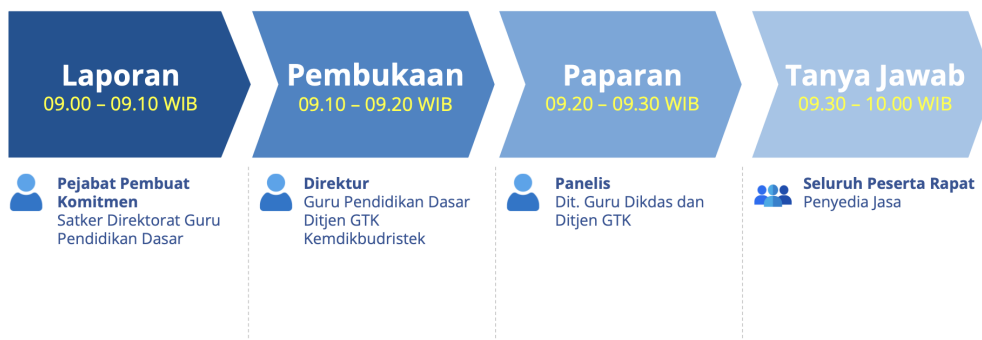 Laporan
09.00 – 09.10 WIB
Pembukaan
09.10 – 09.20 WIB
Paparan
09.20 – 09.30 WIB
Tanya Jawab
09.30 – 10.00 WIB
Pejabat Pembuat
Komitmen
Satker Direktorat Guru
Pendidikan Dasar
Direktur
Guru Pendidikan Dasar
Ditjen GTK
Kemdikbudristek
Panelis
Dit. Guru Dikdas dan
Ditjen GTK
Seluruh Peserta Rapat
Penyedia Jasa